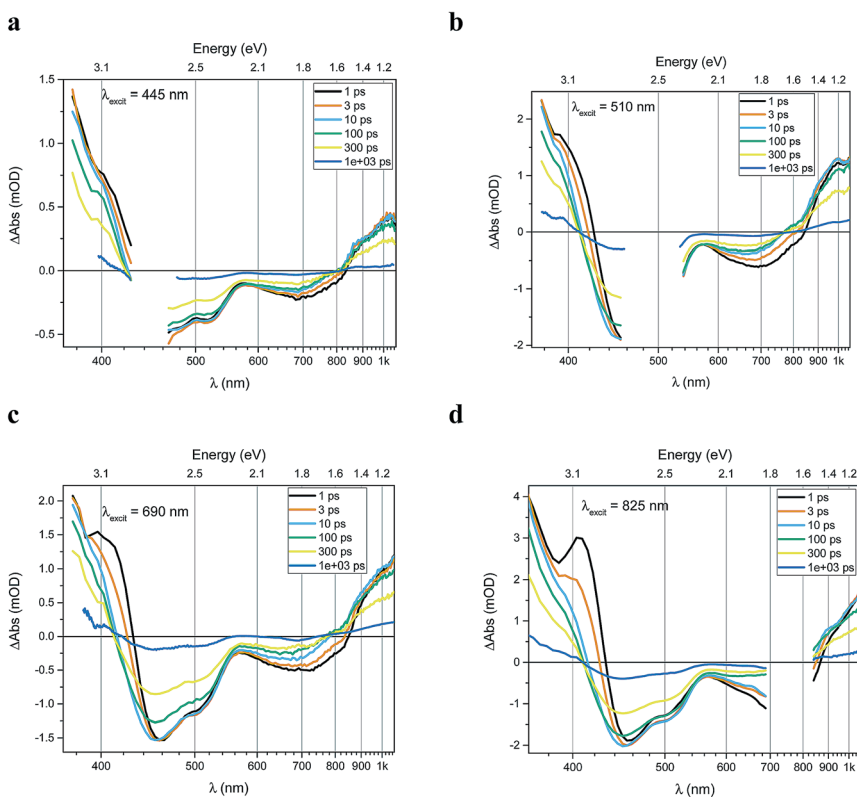 a
Energy (eV)
3.1 2.5 2.1 1.8 1.6 1.4 1.2
λexcit = 445 nm
1 ps
3 ps
10 ps
100 ps
300 ps
1e+03 ps
ΔAbs (mOD)
1.5
1.0
0.5
0.0
-0.5
400 500 600 700 800 900 1k
λ (nm)
b
Energy (eV)
3.1 2.5 2.1 1.8 1.6 1.4 1.2
λexcit = 510 nm
1 ps
3 ps
10 ps
100 ps
300 ps
1e+03 ps
ΔAbs (mOD)
2
1
0
-1
-2
400 500 600 700 800 900 1k
λ (nm)
c
Energy (eV)
3.1 2.5 2.1 1.8 1.6 1.4 1.2
λexcit = 690 nm
1 ps
3 ps
10 ps
100 ps
300 ps
1e+03 ps
ΔAbs (mOD)
2.0
1.5
1.0
0.5
0.0
-0.5
-1.0
-1.5
400 500 600 700 800 900 1k
λ (nm)
d
Energy (eV)
3.1 2.5 2.1 1.8 1.6 1.4 1.2
λexcit = 825 nm
1 ps
3 ps
10 ps
100 ps
300 ps
1e+03 ps
ΔAbs (mOD)
4
3
2
1
0
-1
-2
400 500 600 700 800 900 1k
λ (nm)